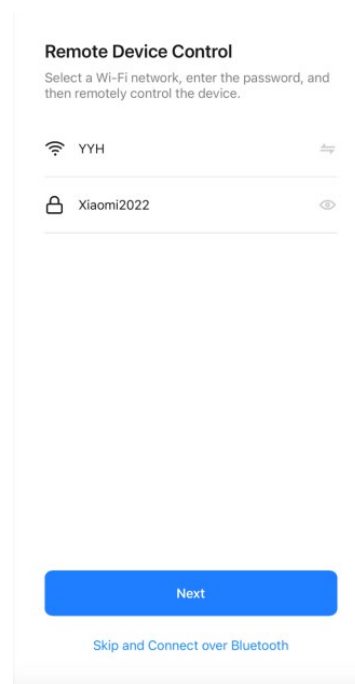 Remote Device Control
Select a Wi-Fi network, enter the password, and
then remotely control the device.
YYH
Xiaomi2022
Next
Skip and Connect over Bluetooth